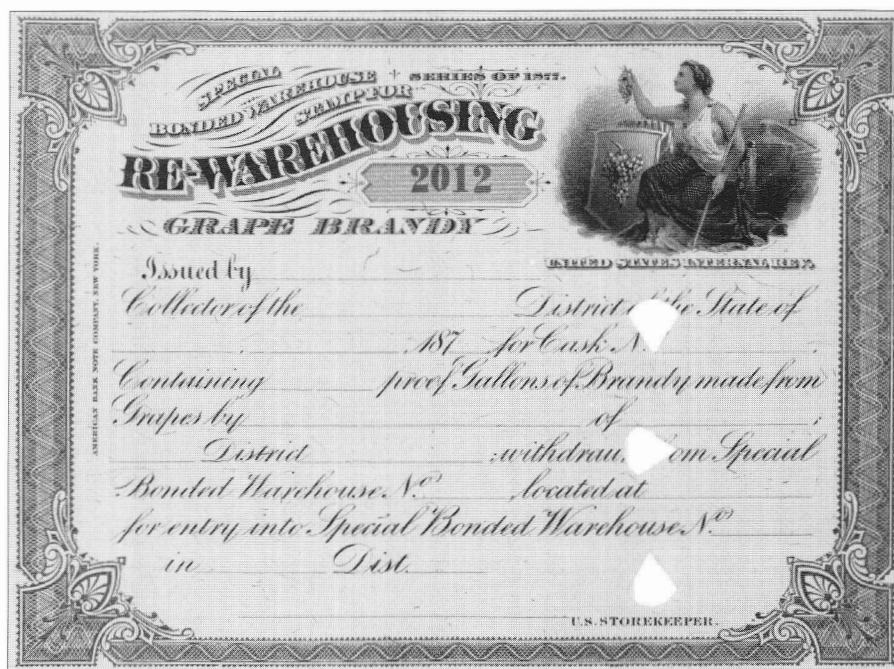 SPECIAL
BONDED WAREHOUSE
STAMP FOR
SERIES OF 1877.
RE-WAREHOUSING
2012
GRAPE BRANDY
UNITED STATES INTERNAL REV.
AMERICAN BANK NOTE COMPANY, NEW YORK.
Issued by
Collector of the District of the State of
187 for Cask N
Containing proof Gallons of Brandy made from
Grapes by of ;
District ; withdraw om Special
Bonded Warehouse No. located at
for entry into Special Bonded Warehouse No.
in Dist.
U.S. STOREKEEPER.